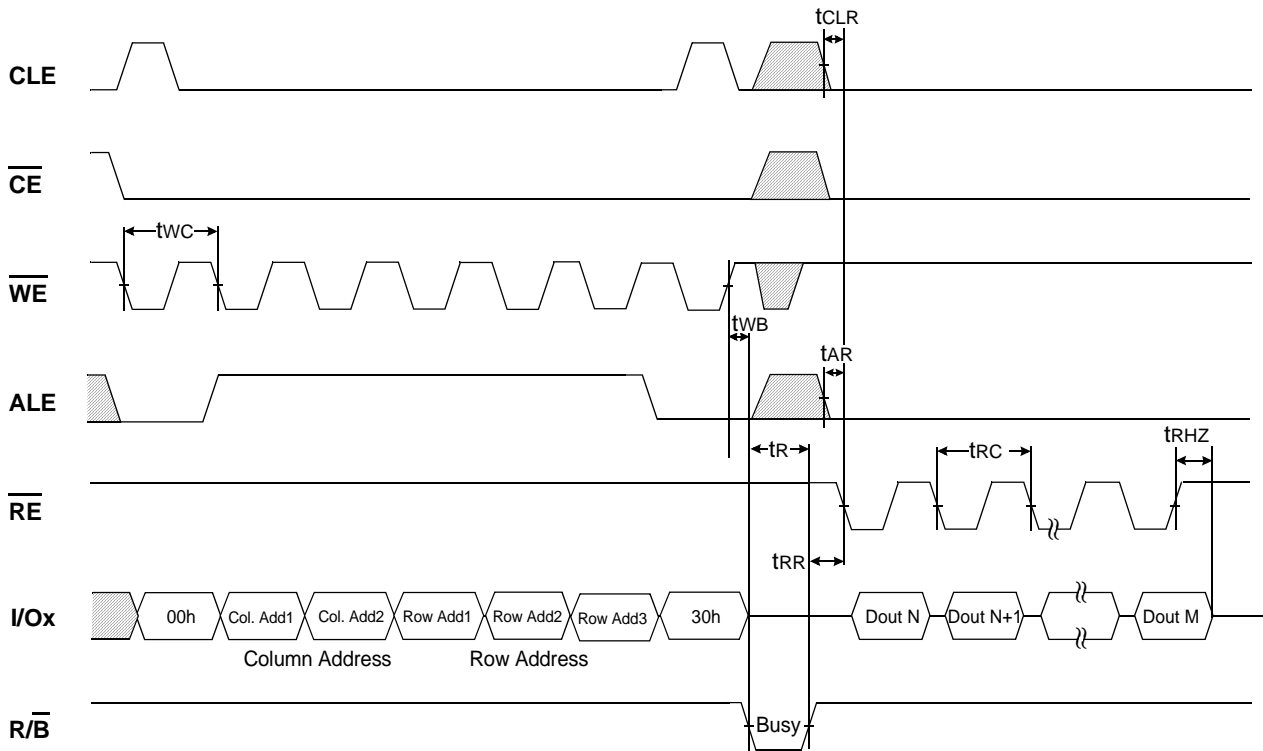 tCLR
CLE
CE
tWC
WE
tWB
tAR
ALE
tR
tRC
tRHZ
RE
tRR
I/Ox
00h
Col. Add1
Col. Add2
Row Add1
Row Add2
Row Add3
30h
Dout N
Dout N+1
Dout M
Column Address
Row Address
R/B
Busy